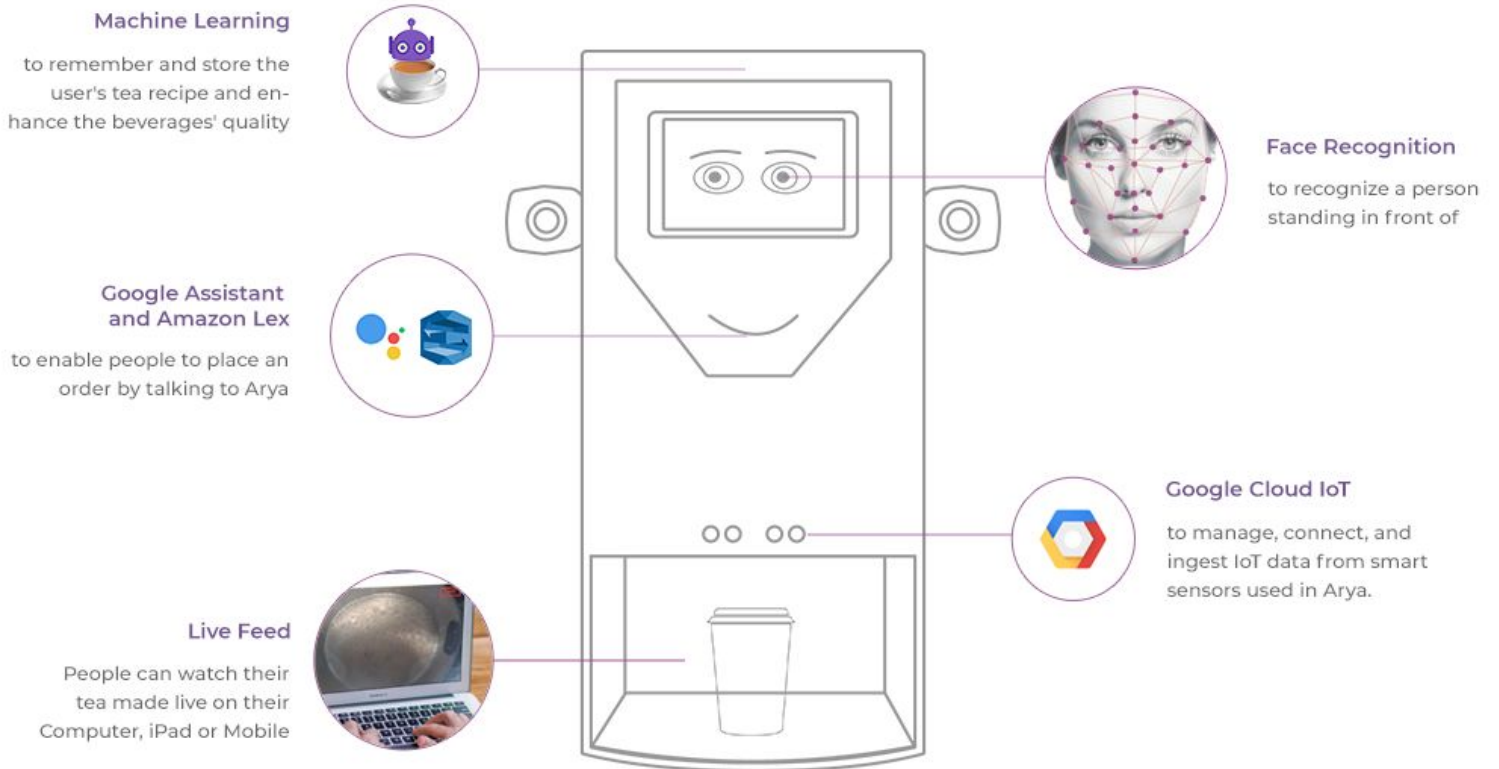 Machine Learning
to remember and store the
user's tea recipe and en-
hance the beverages' quality
Face Recognition
to recognize a person
standing in front of
Google Assistant
and Amazon Lex
to enable people to place an
order by talking to Arya
Google Cloud IoT
to manage, connect, and
ingest IoT data from smart
sensors used in Arya.
Live Feed
People can watch their
tea made live on their
Computer, iPad or Mobile